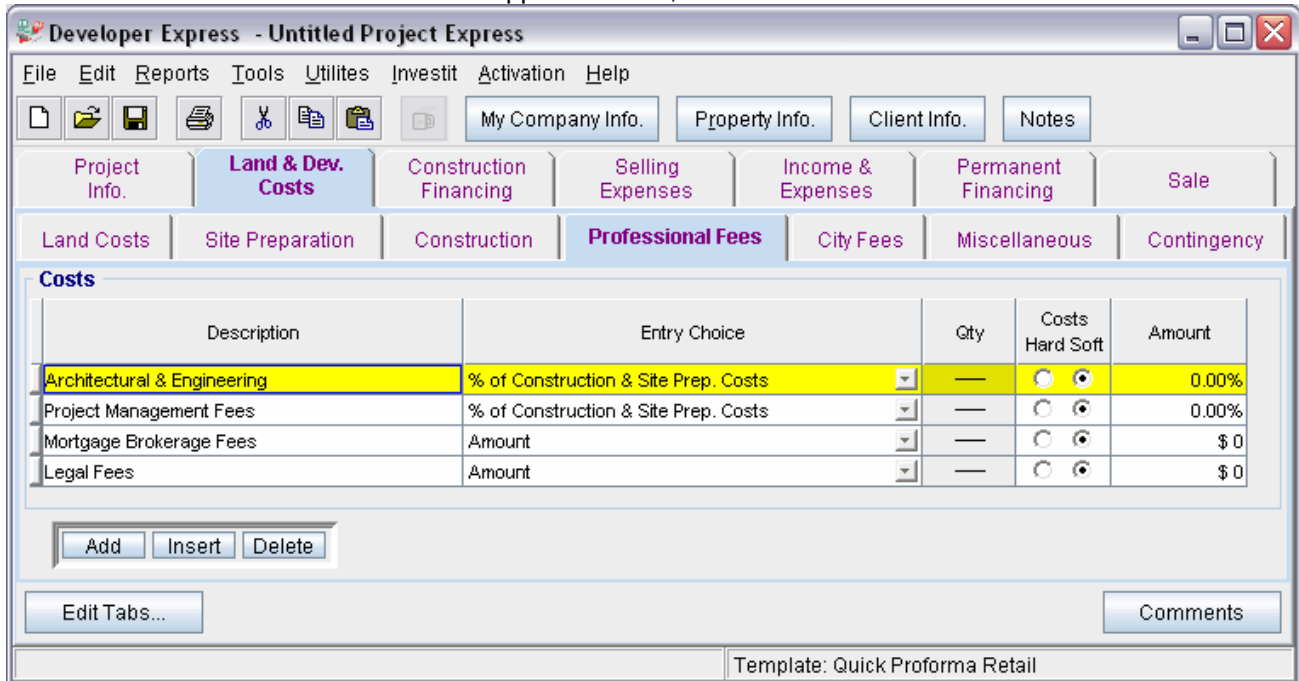 Developer Express - Untitled Project Express
File Edit Reports Tools Utilites Investit Activation Help
My Company Info. Property Info. Client Info. Notes
Project Info. Land & Dev. Costs Construction Financing Selling Expenses Income & Expenses Permanent Financing Sale
Land Costs Site Preparation Construction Professional Fees City Fees Miscellaneous Contingency
Costs
Description Entry Choice Qty Costs Hard Soft Amount
Architectural & Engineering % of Construction & Site Prep. Costs — 0.00%
Project Management Fees % of Construction & Site Prep. Costs — 0.00%
Mortgage Brokerage Fees Amount — $ 0
Legal Fees Amount — $ 0
Add Insert Delete
Edit Tabs... Comments
Template: Quick Proforma Retail